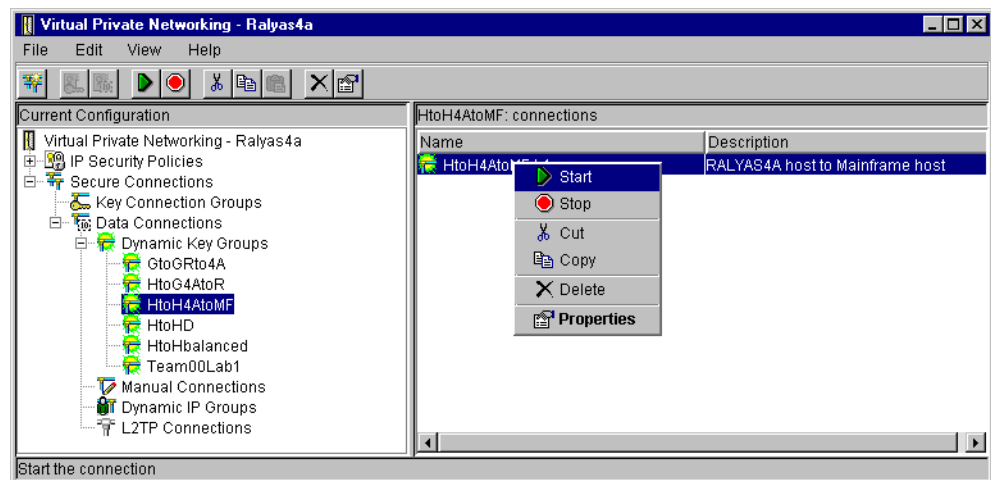 Virtual Private Networking - Ralyas4a
File Edit View Help
Current Configuration
Virtual Private Networking - Ralyas4a
IP Security Policies
Secure Connections
Key Connection Groups
Data Connections
Dynamic Key Groups
GtoGRto4A
HtoG4AtoR
HtoH4AtoMF
HtoHD
HtoHbalanced
Team00Lab1
Manual Connections
Dynamic IP Groups
L2TP Connections
HtoH4AtoMF: connections
Name Description
RALYAS4A host to Mainframe host
Start
Stop
Cut
Copy
Delete
Properties
Start the connection